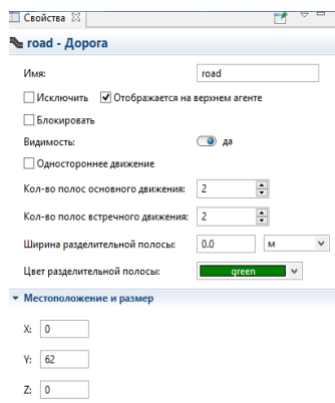 Свойства
road - Дорога
Имя: road
Исключить Отображается на верхнем агенте
Блокировать
Видимость: да
Одностороннее движение
Кол-во полос основного движения: 2
Кол-во полос встречного движения: 2
Ширина разделительной полосы: 0.0 м
Цвет разделительной полосы: green
Местоположение и размер
X: 0
Y: 62
Z: 0